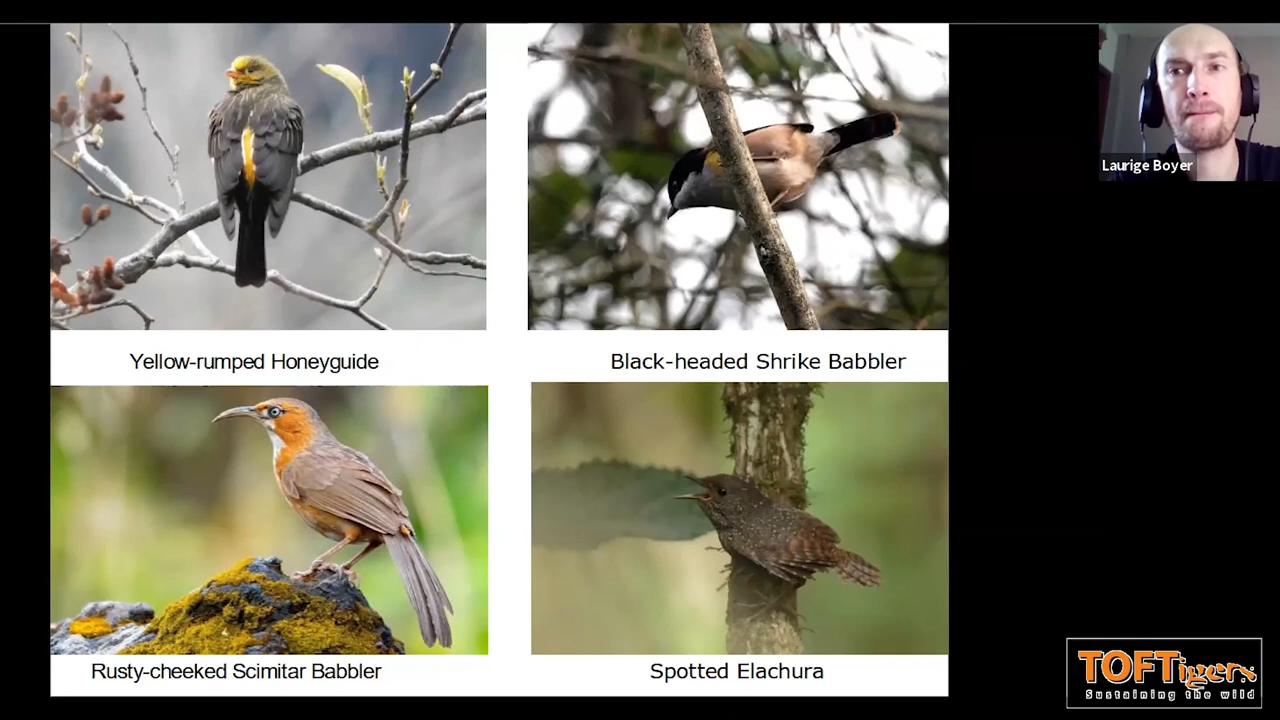 Laurige Boyer
Yellow-rumped Honeyguide
Black-headed Shrike Babbler
Rusty-cheeked Scimitar Babbler
Spotted Elachura
TOFTigers
Sustaining the wild